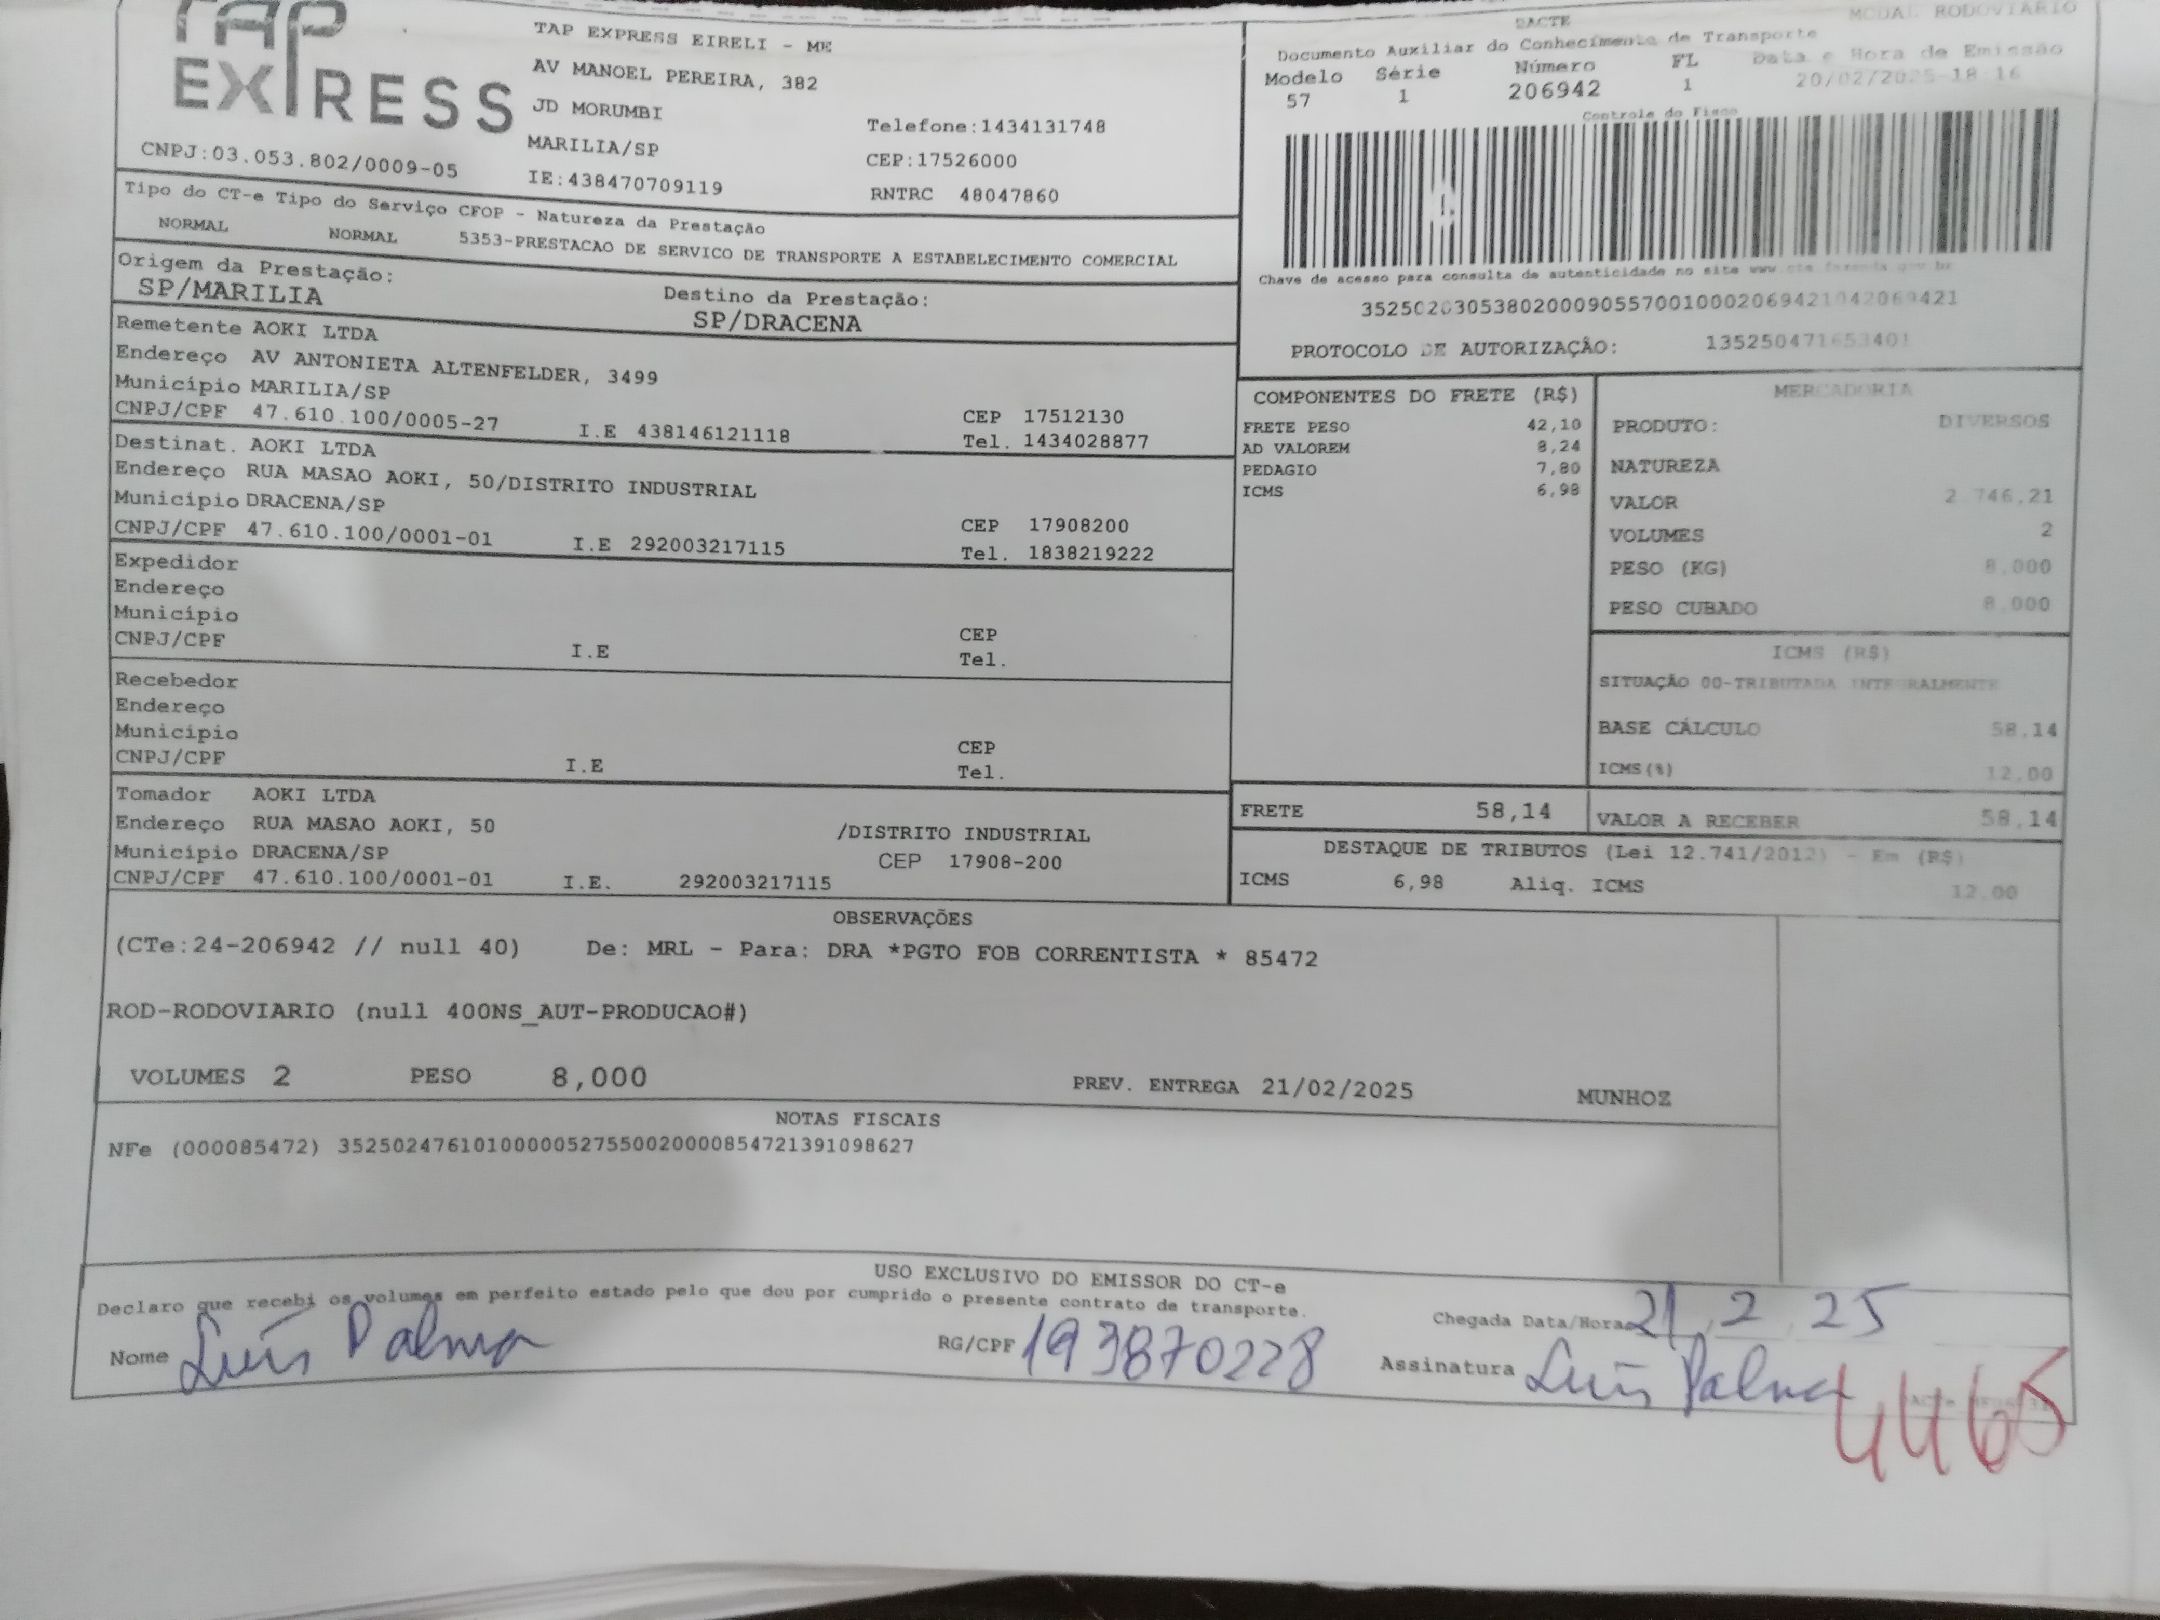 TAP
EXPRESS
CNPJ:03.053.802/0009-05
TAP EXPRESS EIRELI - ME
AV MANOEL PEREIRA, 382
JD MORUMBI
MARILIA/SP
IE:438470709119
Telefone:1434131748
CEP:17526000
RNTRC 48047860
DACTE
MODAL RODOVIARIO
Documento Auxiliar do Conhecimento de Transporte
Modelo Série Número FL Data e Hora de Emissão
57 1 206942 1 20/02/2025-18:16
Controle do Fisco
Chave de acesso para consulta de autenticidade no site www.cte.fazenda.gov.br
35250203053802000905570010002069421042069421
PROTOCOLO DE AUTORIZAÇÃO: 135250471653401
Tipo do CT-e Tipo do Serviço CFOP - Natureza da Prestação
NORMAL NORMAL 5353-PRESTACAO DE SERVICO DE TRANSPORTE A ESTABELECIMENTO COMERCIAL
Origem da Prestação:
SP/MARILIA
Destino da Prestação:
SP/DRACENA
Remetente AOKI LTDA
Endereço AV ANTONIETA ALTENFELDER, 3499
Município MARILIA/SP
CNPJ/CPF 47.610.100/0005-27 I.E 438146121118
CEP 17512130
Tel. 1434028877
Destinat. AOKI LTDA
Endereço RUA MASAO AOKI, 50/DISTRITO INDUSTRIAL
Município DRACENA/SP
CNPJ/CPF 47.610.100/0001-01 I.E 292003217115
CEP 17908200
Tel. 1838219222
Expedidor
Endereço
Município
CNPJ/CPF I.E
CEP
Tel.
Recebedor
Endereço
Município
CNPJ/CPF I.E
CEP
Tel.
Tomador AOKI LTDA
Endereço RUA MASAO AOKI, 50 /DISTRITO INDUSTRIAL
Município DRACENA/SP CEP 17908-200
CNPJ/CPF 47.610.100/0001-01 I.E. 292003217115
COMPONENTES DO FRETE (R$)
FRETE PESO 42,10
AD VALOREM 8,24
PEDAGIO 7,80
ICMS 6,98
MERCADORIA
PRODUTO: DIVERSOS
NATUREZA
VALOR 2.746,21
VOLUMES 2
PESO (KG) 8,000
PESO CUBADO 8,000
ICMS (R$)
SITUAÇÃO 00-TRIBUTADA INTEGRALMENTE
BASE CÁLCULO 58,14
ICMS(%) 12,00
FRETE 58,14 VALOR A RECEBER 58,14
DESTAQUE DE TRIBUTOS (Lei 12.741/2012) - Em (R$)
ICMS 6,98 Aliq. ICMS 12,00
OBSERVAÇÕES
(CTe:24-206942 // null 40) De: MRL - Para: DRA *PGTO FOB CORRENTISTA * 85472
ROD-RODOVIARIO (null 400NS_AUT-PRODUCAO#)
VOLUMES 2 PESO 8,000 PREV. ENTREGA 21/02/2025 MUNHOZ
NOTAS FISCAIS
NFe (000085472) 35250247610100000527550020000854721391098627
USO EXCLUSIVO DO EMISSOR DO CT-e
Declaro que recebi os volumes em perfeito estado pelo que dou por cumprido o presente contrato de transporte.
Chegada Data/Hora 21 2 25
Nome Luís Palma RG/CPF 193870228 Assinatura Luís Palma
4465